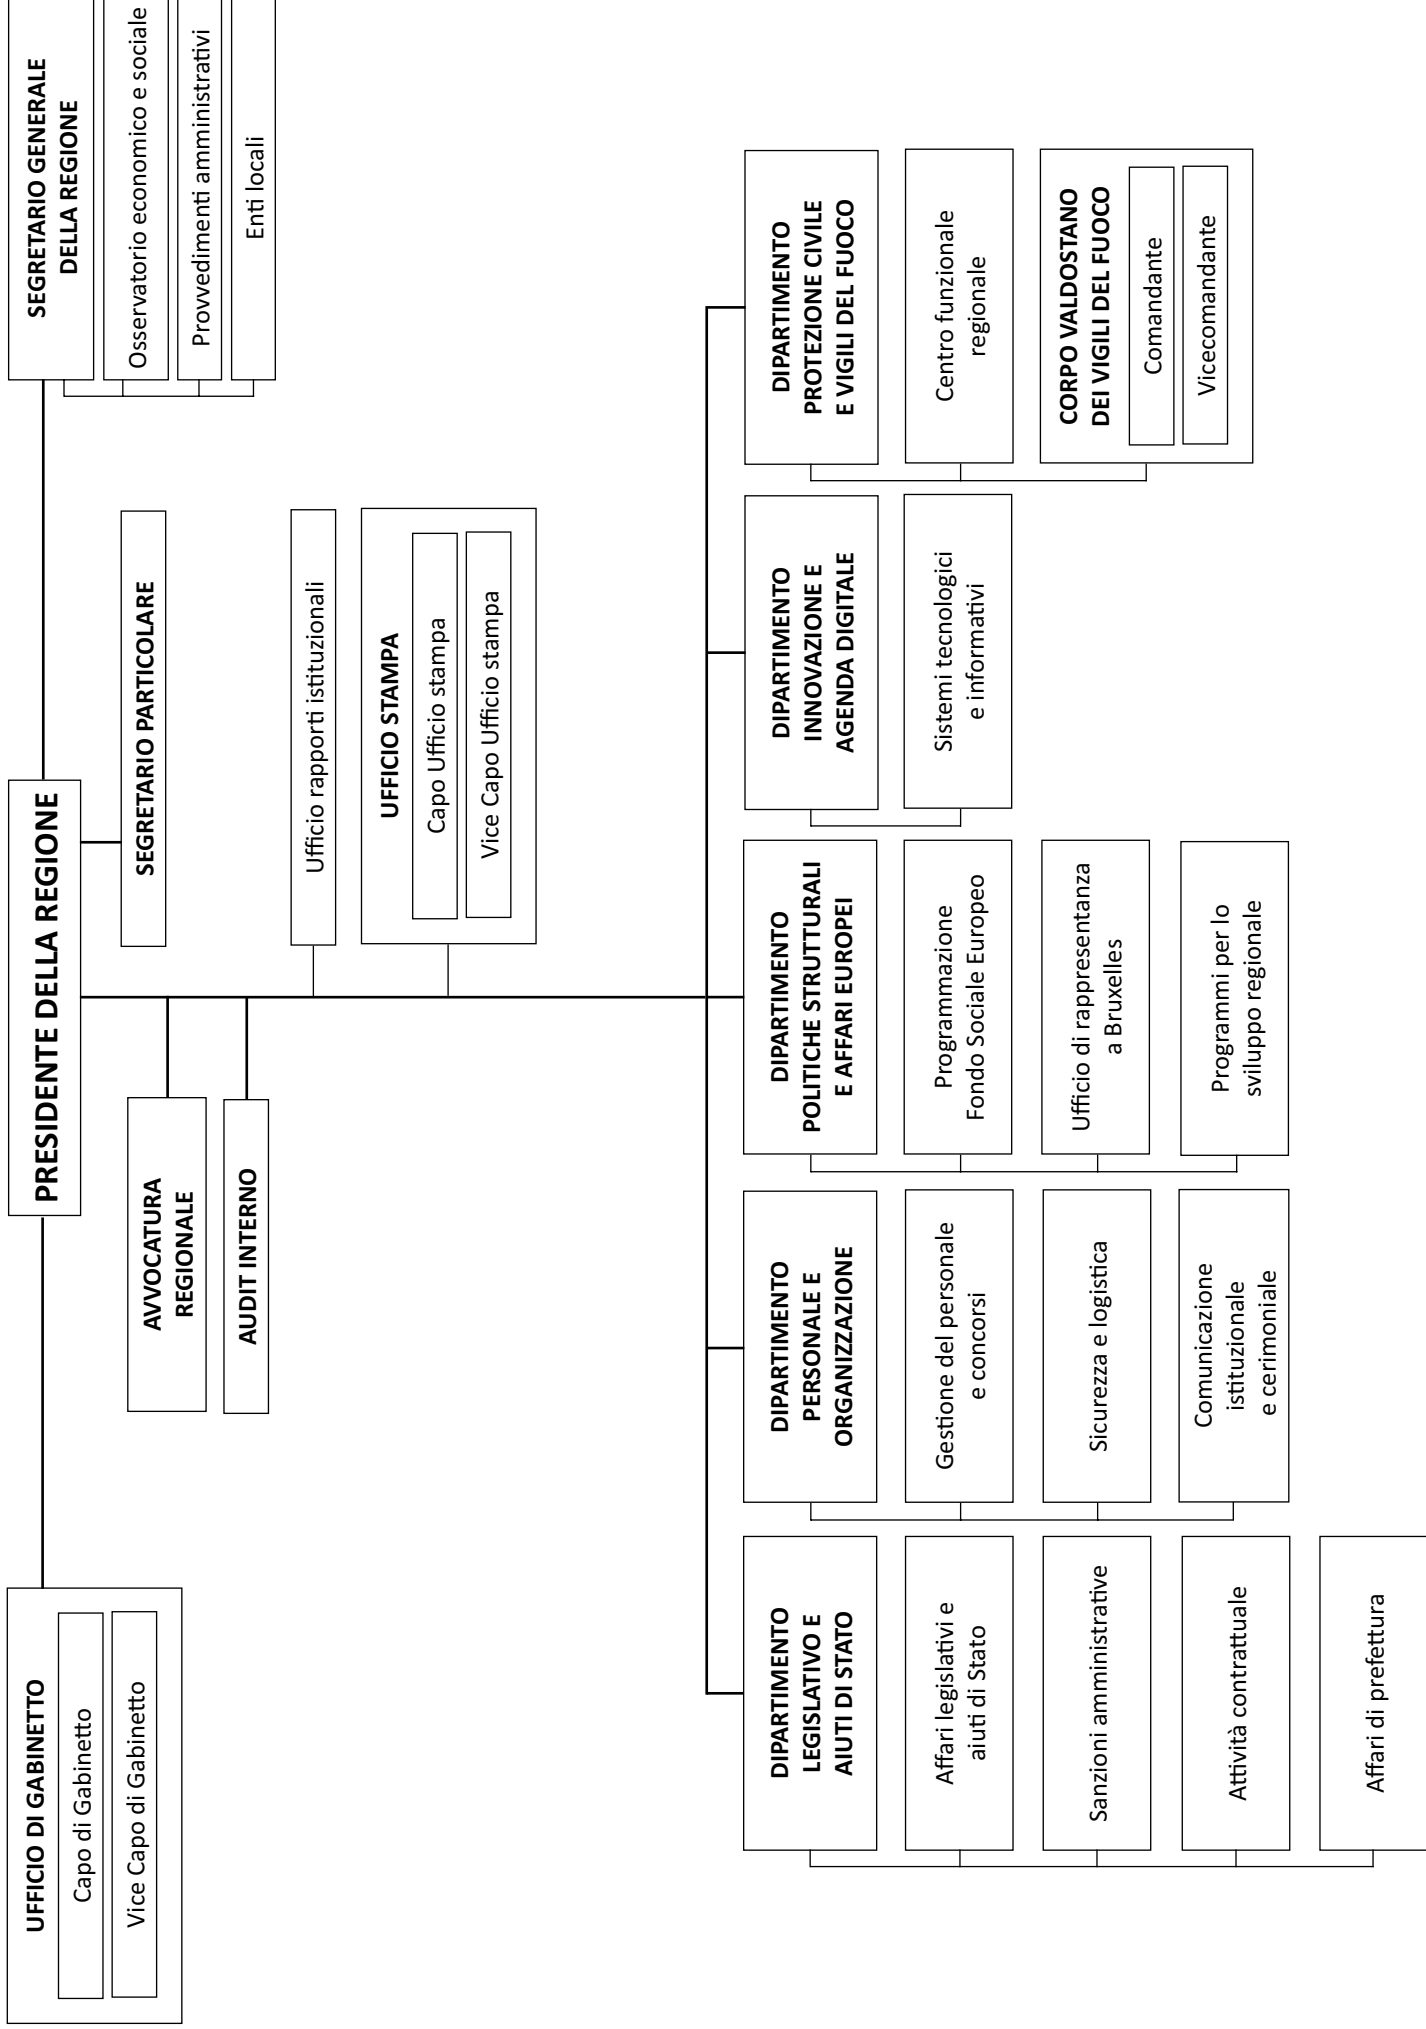 PRESIDENTE DELLA REGIONE
UFFICIO DI GABINETTO
Capo di Gabinetto
Vice Capo di Gabinetto
SEGRETARIO GENERALE
DELLA REGIONE
Osservatorio economico e sociale
Provvedimenti amministrativi
Enti locali
SEGRETARIO PARTICOLARE
AVVOCATURA
REGIONALE
AUDIT INTERNO
Ufficio rapporti istituzionali
UFFICIO STAMPA
Capo Ufficio stampa
Vice Capo Ufficio stampa
DIPARTIMENTO
LEGISLATIVO E
AIUTI DI STATO
Affari legislativi e
aiuti di Stato
Sanzioni amministrative
Attività contrattuale
Affari di prefettura
DIPARTIMENTO
PERSONALE E
ORGANIZZAZIONE
Gestione del personale
e concorsi
Sicurezza e logistica
Comunicazione
istituzionale
e cerimoniale
DIPARTIMENTO
POLITICHE STRUTTURALI
E AFFARI EUROPEI
Programmazione
Fondo Sociale Europeo
Ufficio di rappresentanza
a Bruxelles
Programmi per lo
sviluppo regionale
DIPARTIMENTO
INNOVAZIONE E
AGENDA DIGITALE
Sistemi tecnologici
e informativi
DIPARTIMENTO
PROTEZIONE CIVILE
E VIGILI DEL FUOCO
Centro funzionale
regionale
CORPO VALDOSTANO
DEI VIGILI DEL FUOCO
Comandante
Vicecomandante